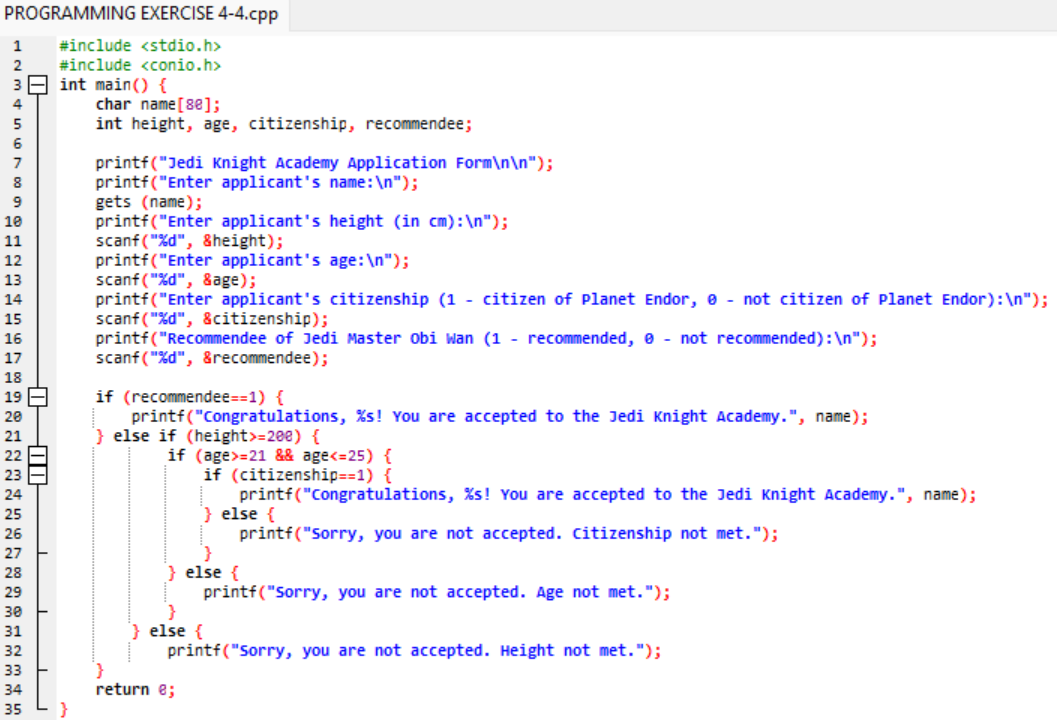 PROGRAMMING EXERCISE 4-4.cpp
1 #include <stdio.h>
2 #include <conio.h>
3 int main() {
4 char name[80];
5 int height, age, citizenship, recommendee;
6
7 printf("Jedi Knight Academy Application Form\n\n");
8 printf("Enter applicant's name:\n");
9 gets (name);
10 printf("Enter applicant's height (in cm):\n");
11 scanf("%d", &height);
12 printf("Enter applicant's age:\n");
13 scanf("%d", &age);
14 printf("Enter applicant's citizenship (1 - citizen of Planet Endor, 0 - not citizen of Planet Endor):\n");
15 scanf("%d", &citizenship);
16 printf("Recommendee of Jedi Master Obi Wan (1 - recommended, 0 - not recommended):\n");
17 scanf("%d", &recommendee);
18
19 if (recommendee==1) {
20 printf("Congratulations, %s! You are accepted to the Jedi Knight Academy.", name);
21 } else if (height>=200) {
22 if (age>=21 && age<=25) {
23 if (citizenship==1) {
24 printf("Congratulations, %s! You are accepted to the Jedi Knight Academy.", name);
25 } else {
26 printf("Sorry, you are not accepted. Citizenship not met.");
27 }
28 } else {
29 printf("Sorry, you are not accepted. Age not met.");
30 }
31 } else {
32 printf("Sorry, you are not accepted. Height not met.");
33 }
34 return 0;
35 }